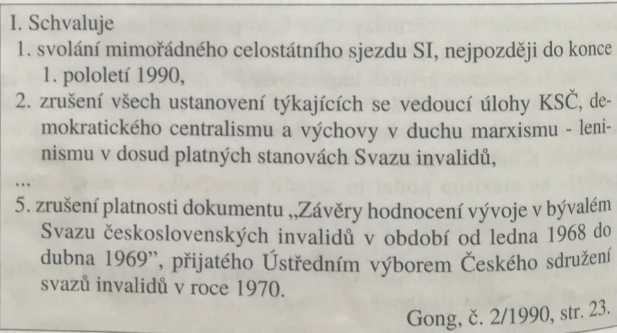 I. Schvaluje
1. svolání mimořádného celostátního sjezdu SI, nejpozději do konce
1. pololetí 1990,
2. zrušení všech ustanovení týkajících se vedoucí úlohy KSČ, de-
mokratického centralismu a výchovy v duchu marxismu - leni-
nismu v dosud platných stanovách Svazu invalidů,
...
5. zrušení platnosti dokumentu „Závěry hodnocení vývoje v bývalém
Svazu československých invalidů v období od ledna 1968 do
dubna 1969”, přijatého Ústředním výborem Českého sdružení
svazů invalidů v roce 1970.
Gong, č. 2/1990, str. 23.